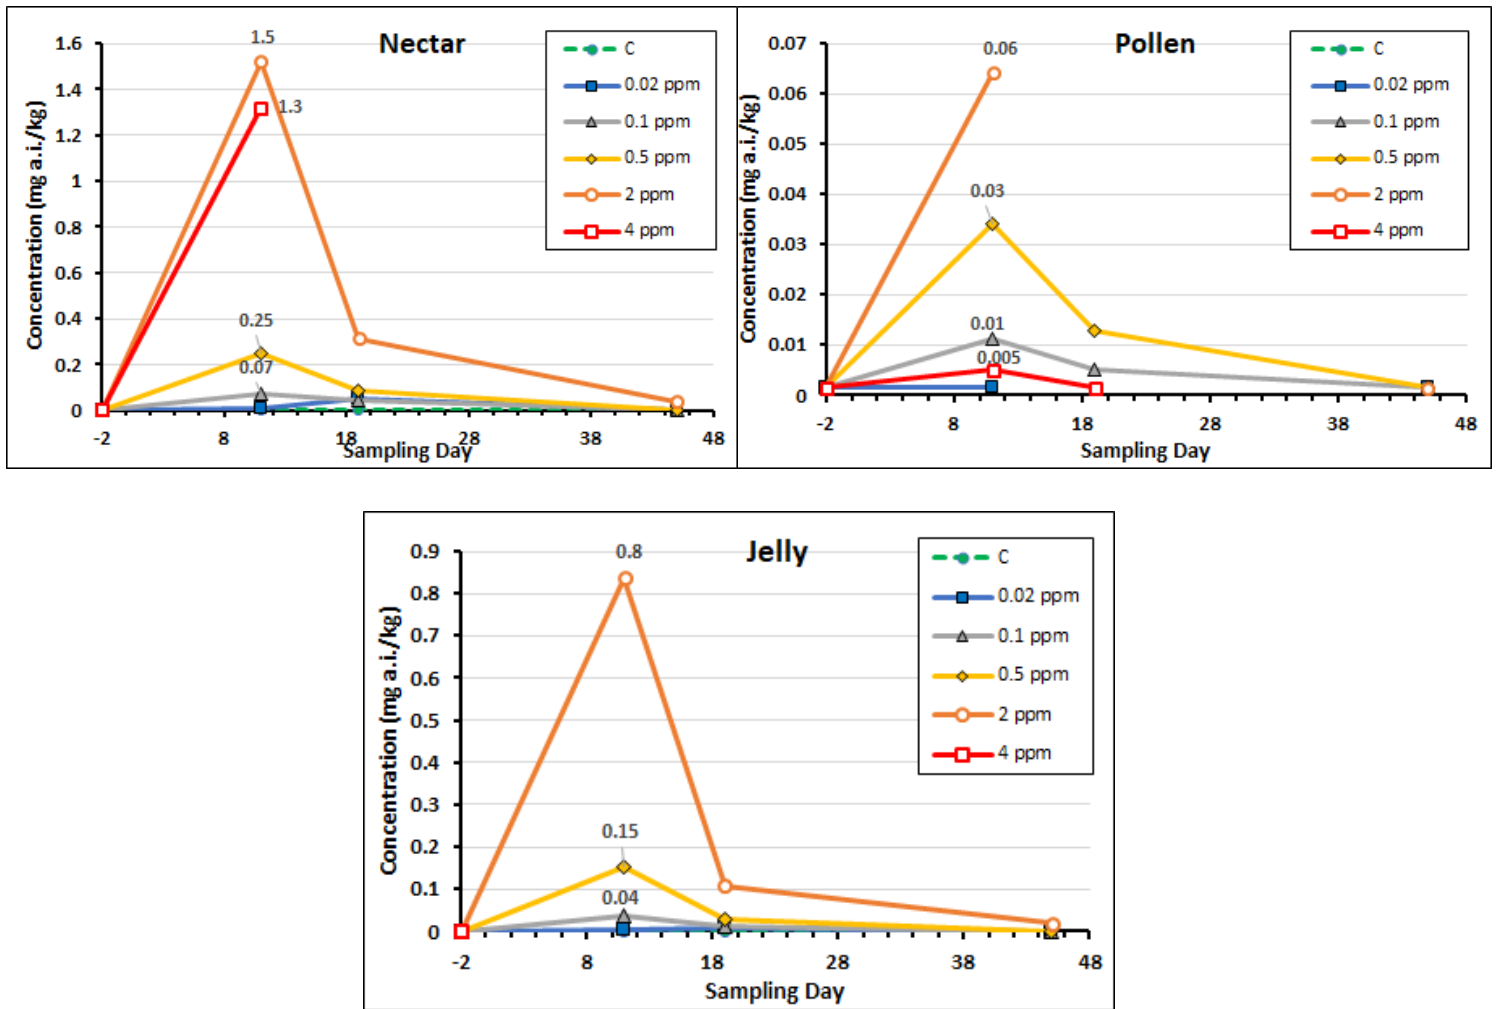 Nectar
Concentration (mg a.i./kg)
1.6
1.4
1.2
1
0.8
0.6
0.4
0.2
0
1.5
1.3
0.25
0.07
-2
8
18
28
38
48
Sampling Day
C
0.02 ppm
0.1 ppm
0.5 ppm
2 ppm
4 ppm
Pollen
Concentration (mg a.i./kg)
0.07
0.06
0.05
0.04
0.03
0.02
0.01
0
0.06
0.03
0.01
0.005
-2
8
18
28
38
48
Sampling Day
C
0.02 ppm
0.1 ppm
0.5 ppm
2 ppm
4 ppm
Jelly
Concentration (mg a.i./kg)
0.9
0.8
0.7
0.6
0.5
0.4
0.3
0.2
0.1
0
0.8
0.15
0.04
-2
8
18
28
38
48
Sampling Day
C
0.02 ppm
0.1 ppm
0.5 ppm
2 ppm
4 ppm